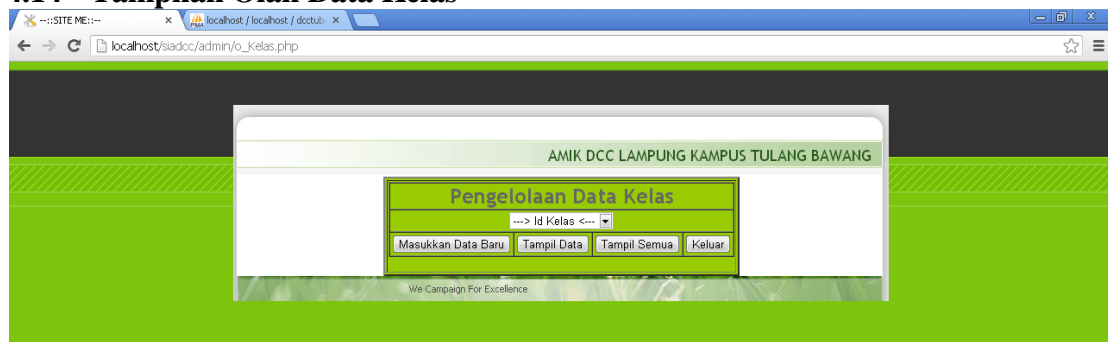 4.14 Tampilan Olah Data Kelas
--::SITE ME::-- × localhost / localhost / dcctub ×
localhost/siadcc/admin/o_Kelas.php
AMIK DCC LAMPUNG KAMPUS TULANG BAWANG
Pengelolaan Data Kelas
---> Id Kelas <---
Masukkan Data Baru Tampil Data Tampil Semua Keluar
We Campaign For Excellence